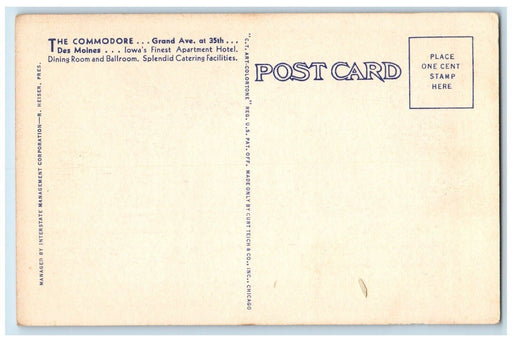 THE COMMODORE . . . Grand Ave. at 35th . . .
Des Moines . . . Iowa's Finest Apartment Hotel.
Dining Room and Ballroom. Splendid Catering Facilities.
MANAGED BY INTERSTATE MANAGEMENT CORPORATION—R. HEISER, PRES.
"C. T. ART-COLORTONE" REG. U.S. PAT. OFF. MADE ONLY BY CURT TEICH & CO., INC., CHICAGO
POST CARD
PLACE
ONE CENT
STAMP
HERE